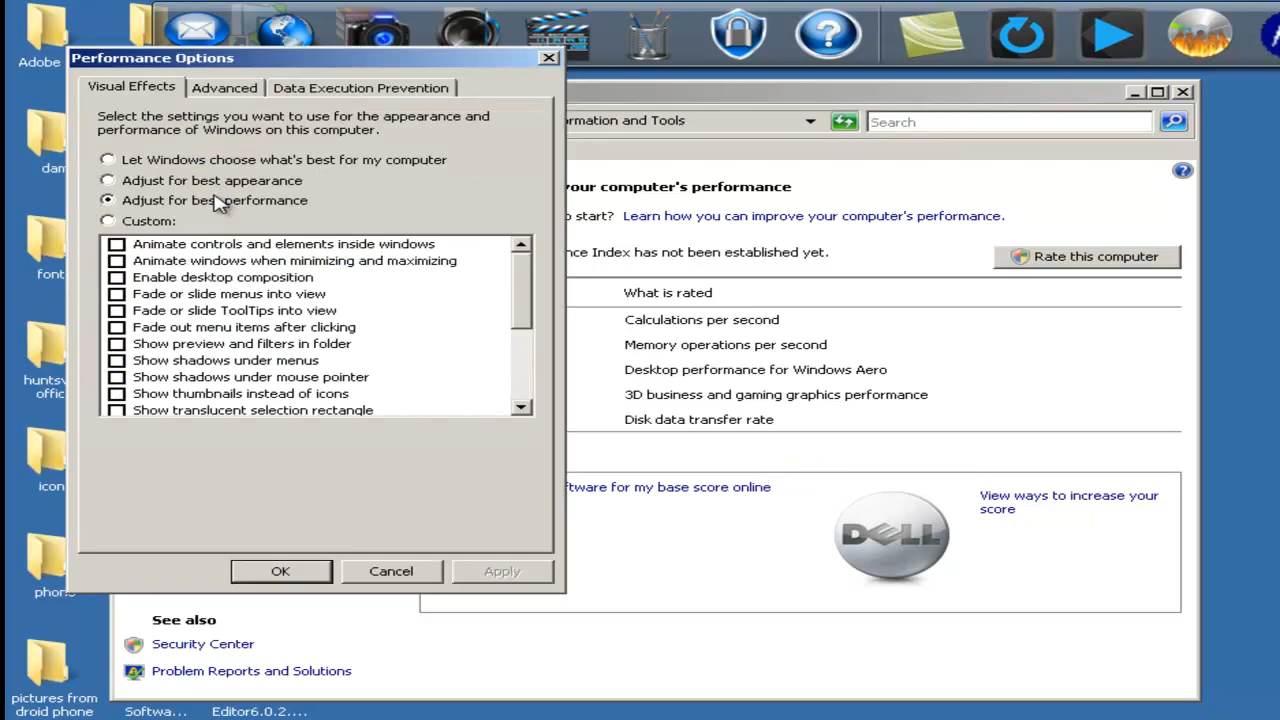 Adobe
Performance Options
Visual Effects
Advanced
Data Execution Prevention
Select the settings you want to use for the appearance and
performance of Windows on this computer.
Let Windows choose what's best for my computer
Adjust for best appearance
Adjust for best performance
Custom:
Animate controls and elements inside windows
Animate windows when minimizing and maximizing
Enable desktop composition
Fade or slide menus into view
Fade or slide ToolTips into view
Fade out menu items after clicking
Show preview and filters in folder
Show shadows under menus
Show shadows under mouse pointer
Show thumbnails instead of icons
Show translucent selection rectangle
OK
Cancel
Apply
rmation and Tools
Search
our computer's performance
start? Learn how you can improve your computer's performance.
ce Index has not been established yet.
Rate this computer
What is rated
Calculations per second
Memory operations per second
Desktop performance for Windows Aero
3D business and gaming graphics performance
Disk data transfer rate
ftware for my base score online
DELL
View ways to increase your
score
See also
Security Center
Problem Reports and Solutions
dam
font
huntsv
offic
icon
phon
pictures from
droid phone
Softwa...
Editor6.0.2....